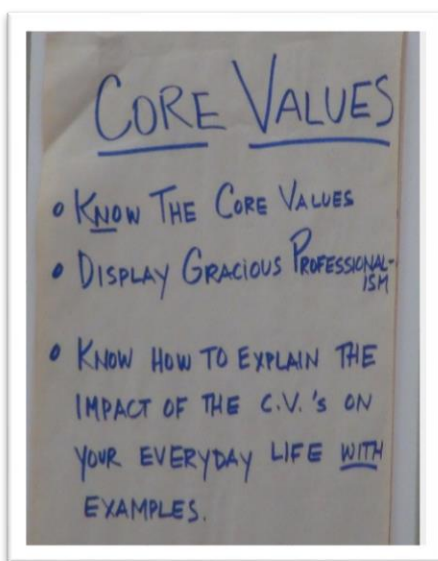 CORE VALUES
• KNOW THE CORE VALUES
• DISPLAY GRACIOUS PROFESSIONAL-
ISM
• KNOW HOW TO EXPLAIN THE
IMPACT OF THE C.V.'s ON
YOUR EVERYDAY LIFE WITH
EXAMPLES.